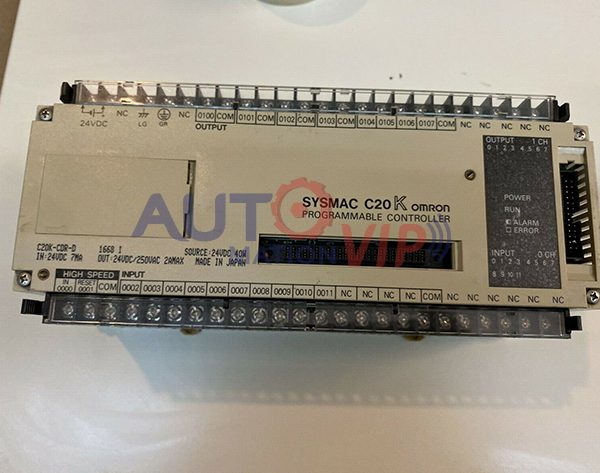 24VDC NC LG GR NC 0100 COM 0101 COM 0102 COM 0103 COM 0104 COM 0105 COM 0106 COM 0107 COM NC NC NC NC
OUTPUT
OUTPUT 1CH
0 1 2 3 4 5 6 7
POWER
RUN
ALARM
ERROR
INPUT 0CH
0 1 2 3 4 5 6 7
8 9 10 11
SYSMAC C20K OMRON
PROGRAMMABLE CONTROLLER
AUTO
VIP
C20K-CDR-D 1668 I SOURCE:24VDC 40W
IN:24VDC 7MA OUT:24VDC/250VAC 2AMAX MADE IN JAPAN
HIGH SPEED INPUT
IN 0000 RESET 0001 COM 0002 0003 0004 0005 0006 0007 0008 0009 0010 0011 NC NC NC NC NC NC NC NC NC NC